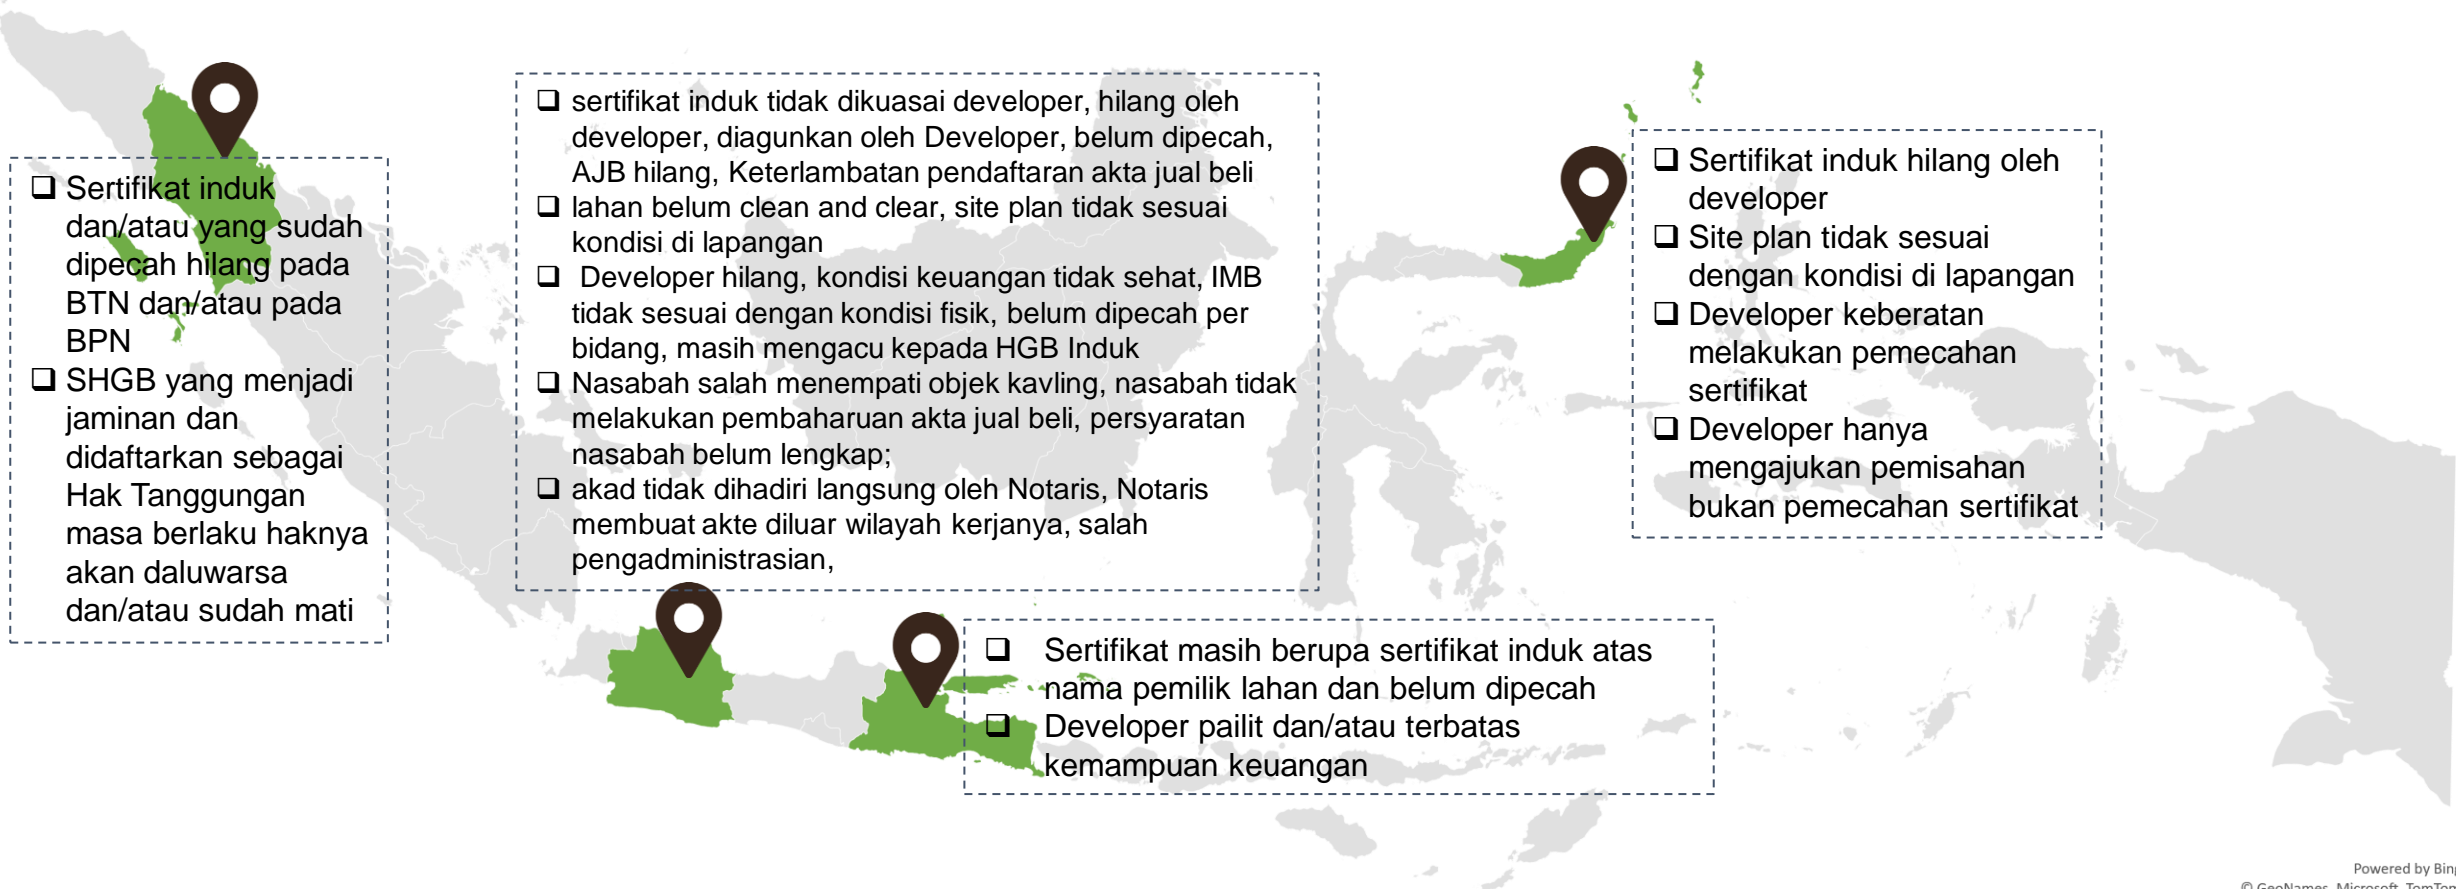 Sertifikat induk
dan/atau yang sudah
dipecah hilang pada
BTN dan/atau pada
BPN
SHGB yang menjadi
jaminan dan
didaftarkan sebagai
Hak Tanggungan
masa berlaku haknya
akan daluwarsa
dan/atau sudah mati
sertifikat induk tidak dikuasai developer, hilang oleh
developer, diagunkan oleh Developer, belum dipecah,
AJB hilang, Keterlambatan pendaftaran akta jual beli
lahan belum clean and clear, site plan tidak sesuai
kondisi di lapangan
Developer hilang, kondisi keuangan tidak sehat, IMB
tidak sesuai dengan kondisi fisik, belum dipecah per
bidang, masih mengacu kepada HGB Induk
Nasabah salah menempati objek kavling, nasabah tidak
melakukan pembaharuan akta jual beli, persyaratan
nasabah belum lengkap;
akad tidak dihadiri langsung oleh Notaris, Notaris
membuat akte diluar wilayah kerjanya, salah
pengadministrasian,
Sertifikat induk hilang oleh
developer
Site plan tidak sesuai
dengan kondisi di lapangan
Developer keberatan
melakukan pemecahan
sertifikat
Developer hanya
mengajukan pemisahan
bukan pemecahan sertifikat
Sertifikat masih berupa sertifikat induk atas
nama pemilik lahan dan belum dipecah
Developer pailit dan/atau terbatas
kemampuan keuangan
Powered by Bing
© GeoNames, Microsoft, TomTom